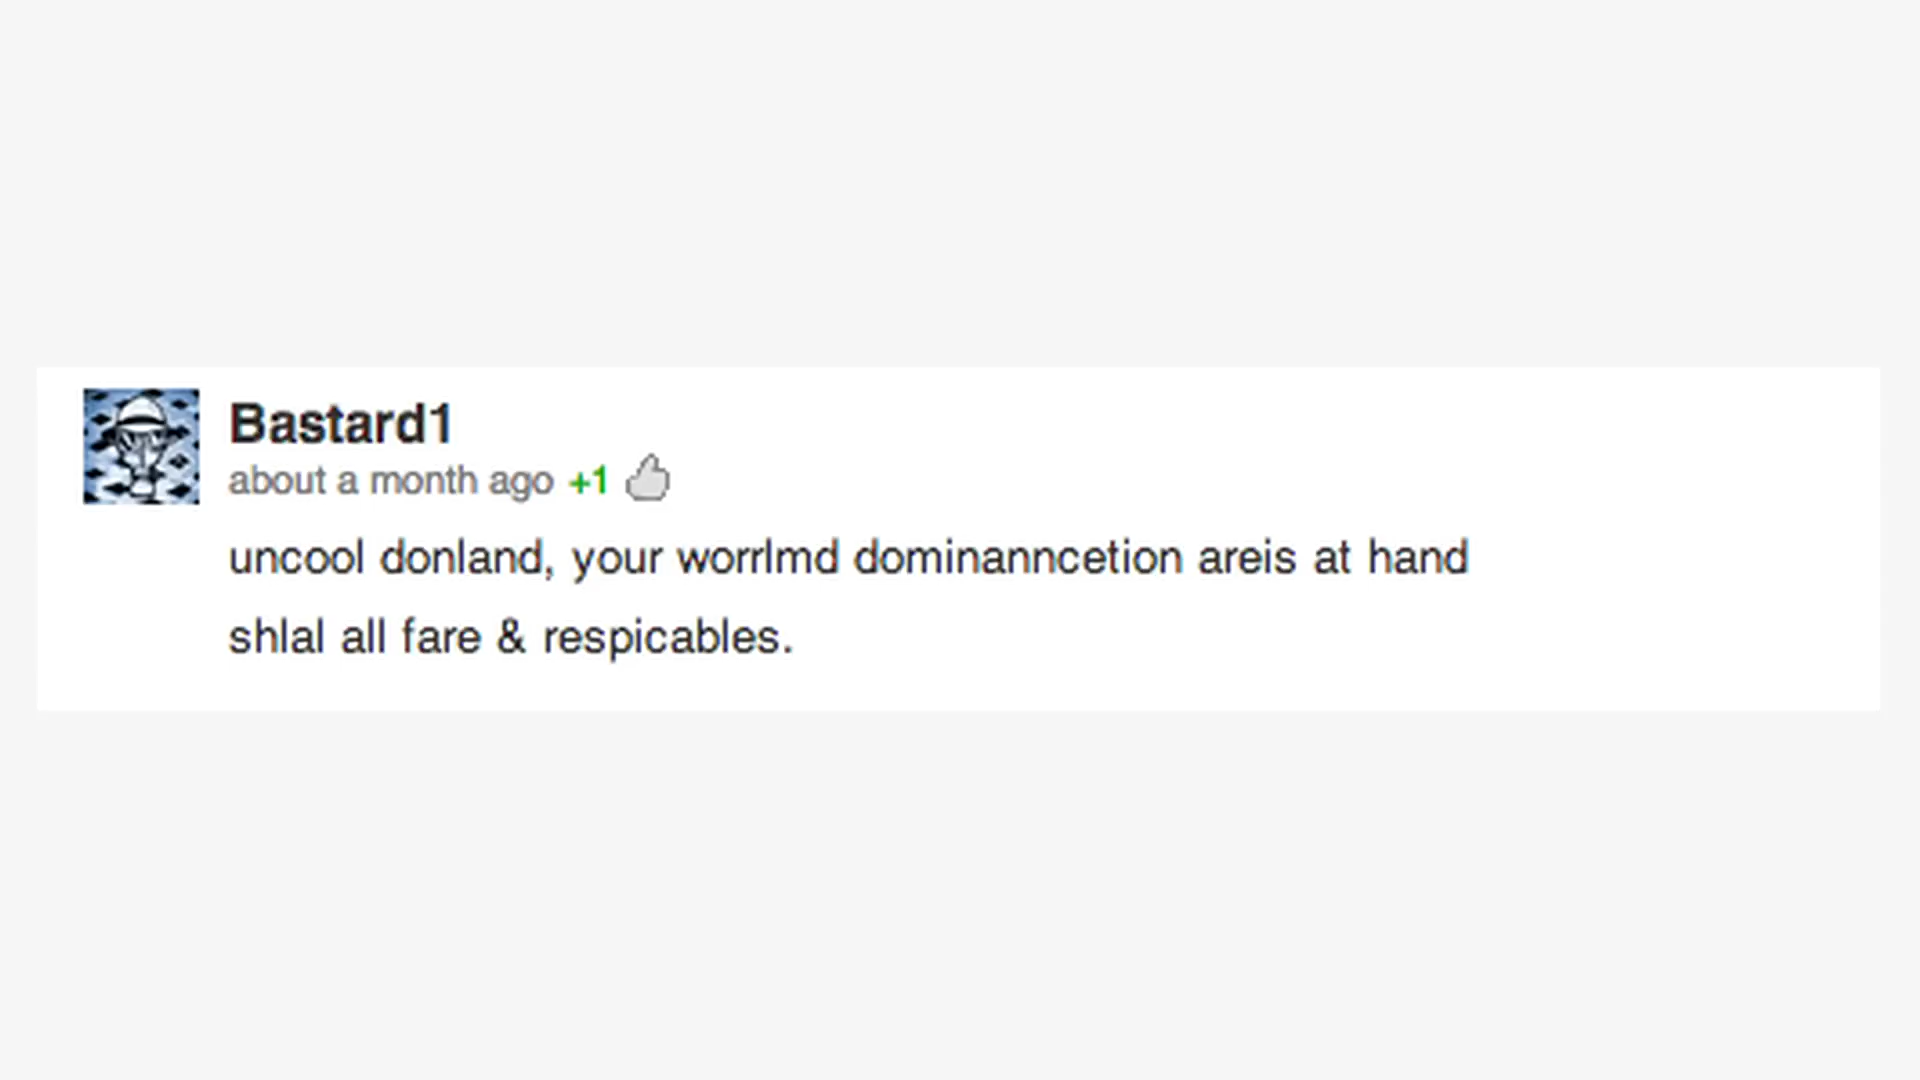 Bastard1
about a month ago +1
uncool donland, your worrlmd dominanncetion areis at hand
shlal all fare & respicables.